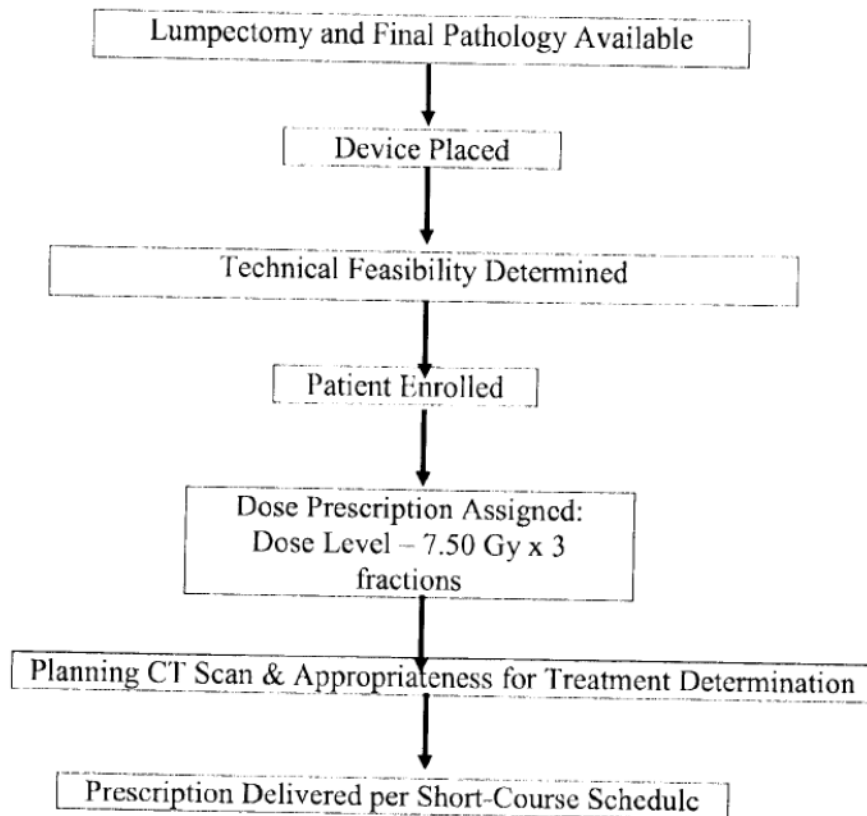 Lumpectomy and Final Pathology Available
Device Placed
Technical Feasibility Determined
Patient Enrolled
Dose Prescription Assigned:
Dose Level – 7.50 Gy x 3
fractions
Planning CT Scan & Appropriateness for Treatment Determination
Prescription Delivered per Short-Course Schedule